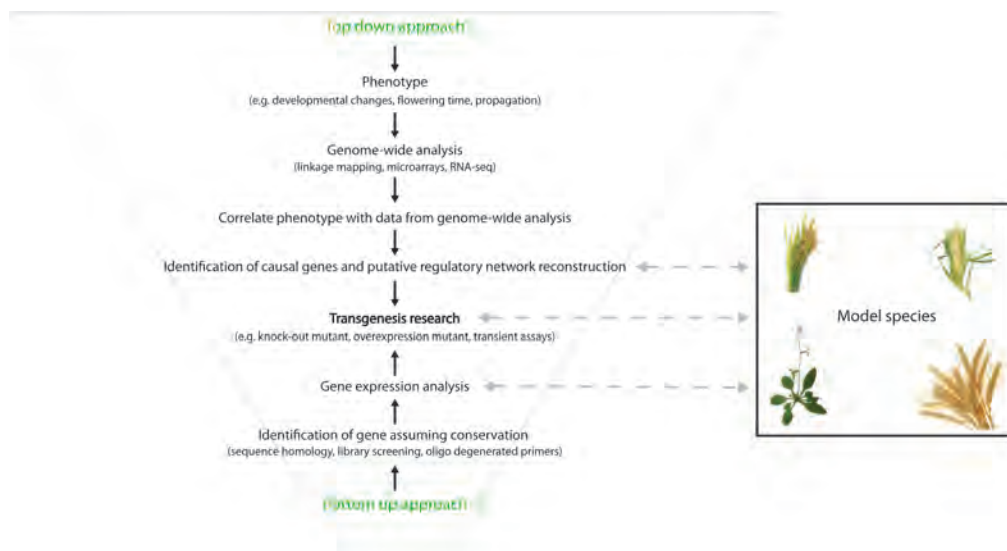 Top down approach
Phenotype
(e.g. developmental changes, flowering time, propagation)
Genome-wide analysis
(linkage mapping, microarrays, RNA-seq)
Correlate phenotype with data from genome-wide analysis
Identification of causal genes and putative regulatory network reconstruction
Transgenesis research
(e.g. knock-out mutant, overexpression mutant, transient assays)
Model species
Gene expression analysis
Identification of gene assuming conservation
(sequence homology, library screening, oligo degenerated primers)
Bottom up approach